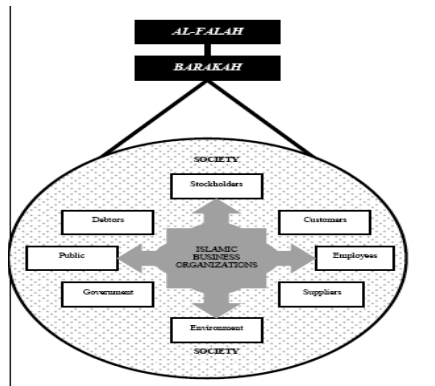 AL-FALAH
BARAKAH
SOCIETY
Stockholders
Debtors
Customers
Public
ISLAMIC
BUSINESS
ORGANIZATIONS
Employees
Government
Suppliers
Environment
SOCIETY